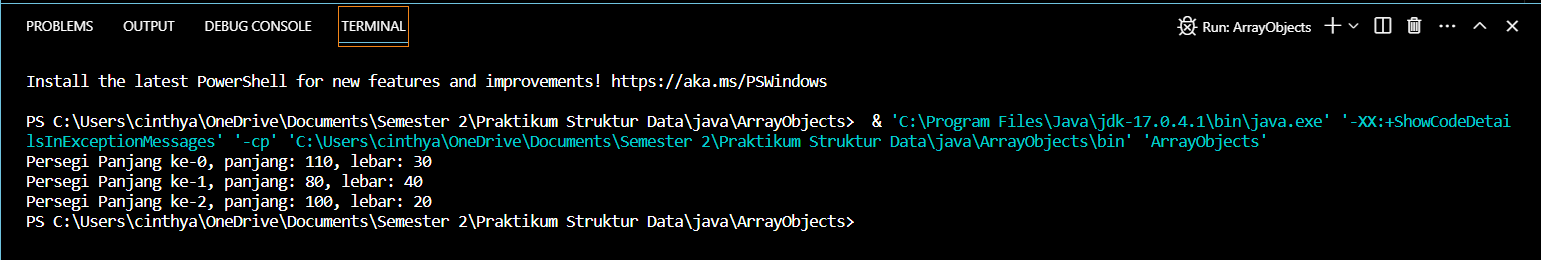 PROBLEMS OUTPUT DEBUG CONSOLE TERMINAL Run: ArrayObjects
Install the latest PowerShell for new features and improvements! https://aka.ms/PSWindows
PS C:\Users\cinthya\OneDrive\Documents\Semester 2\Praktikum Struktur Data\java\ArrayObjects>  & 'C:\Program Files\Java\jdk-17.0.4.1\bin\java.exe' '-XX:+ShowCodeDetai
lsInExceptionMessages' '-cp' 'C:\Users\cinthya\OneDrive\Documents\Semester 2\Praktikum Struktur Data\java\ArrayObjects\bin' 'ArrayObjects'
Persegi Panjang ke-0, panjang: 110, lebar: 30
Persegi Panjang ke-1, panjang: 80, lebar: 40
Persegi Panjang ke-2, panjang: 100, lebar: 20
PS C:\Users\cinthya\OneDrive\Documents\Semester 2\Praktikum Struktur Data\java\ArrayObjects>